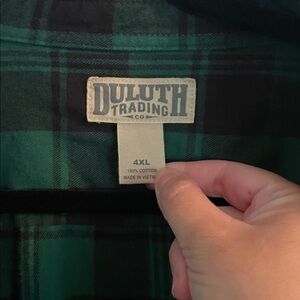 DULUTH
TRADING
CO
4XL
100% COTTON
MADE IN VIETNAM